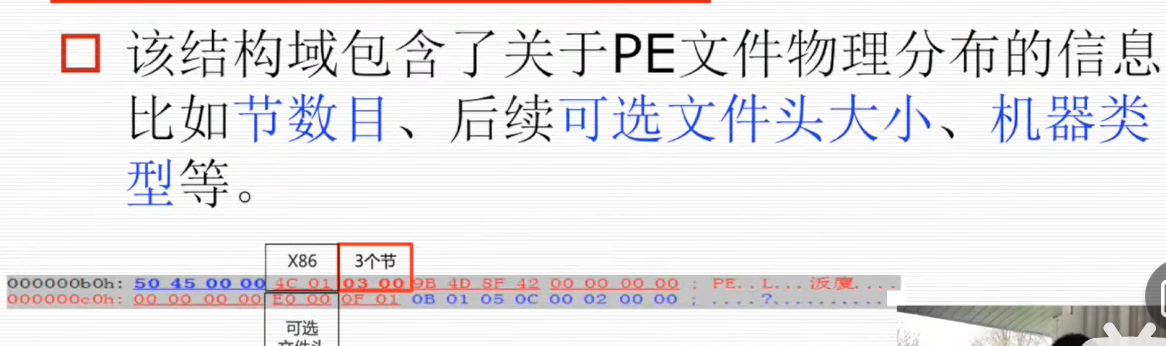 该结构域包含了关于PE文件物理分布的信息
比如节数目、后续可选文件头大小、机器类
型等。
X86 3个节
000000b0h: 50 45 00 00 4C 01 03 00 9B 4D 8F 42 00 00 00 00 ; PE..L...派廈....
000000c0h: 00 00 00 00 E0 00 0F 01 0B 01 05 0C 00 02 00 00 ; ....?..........
可选
文件头